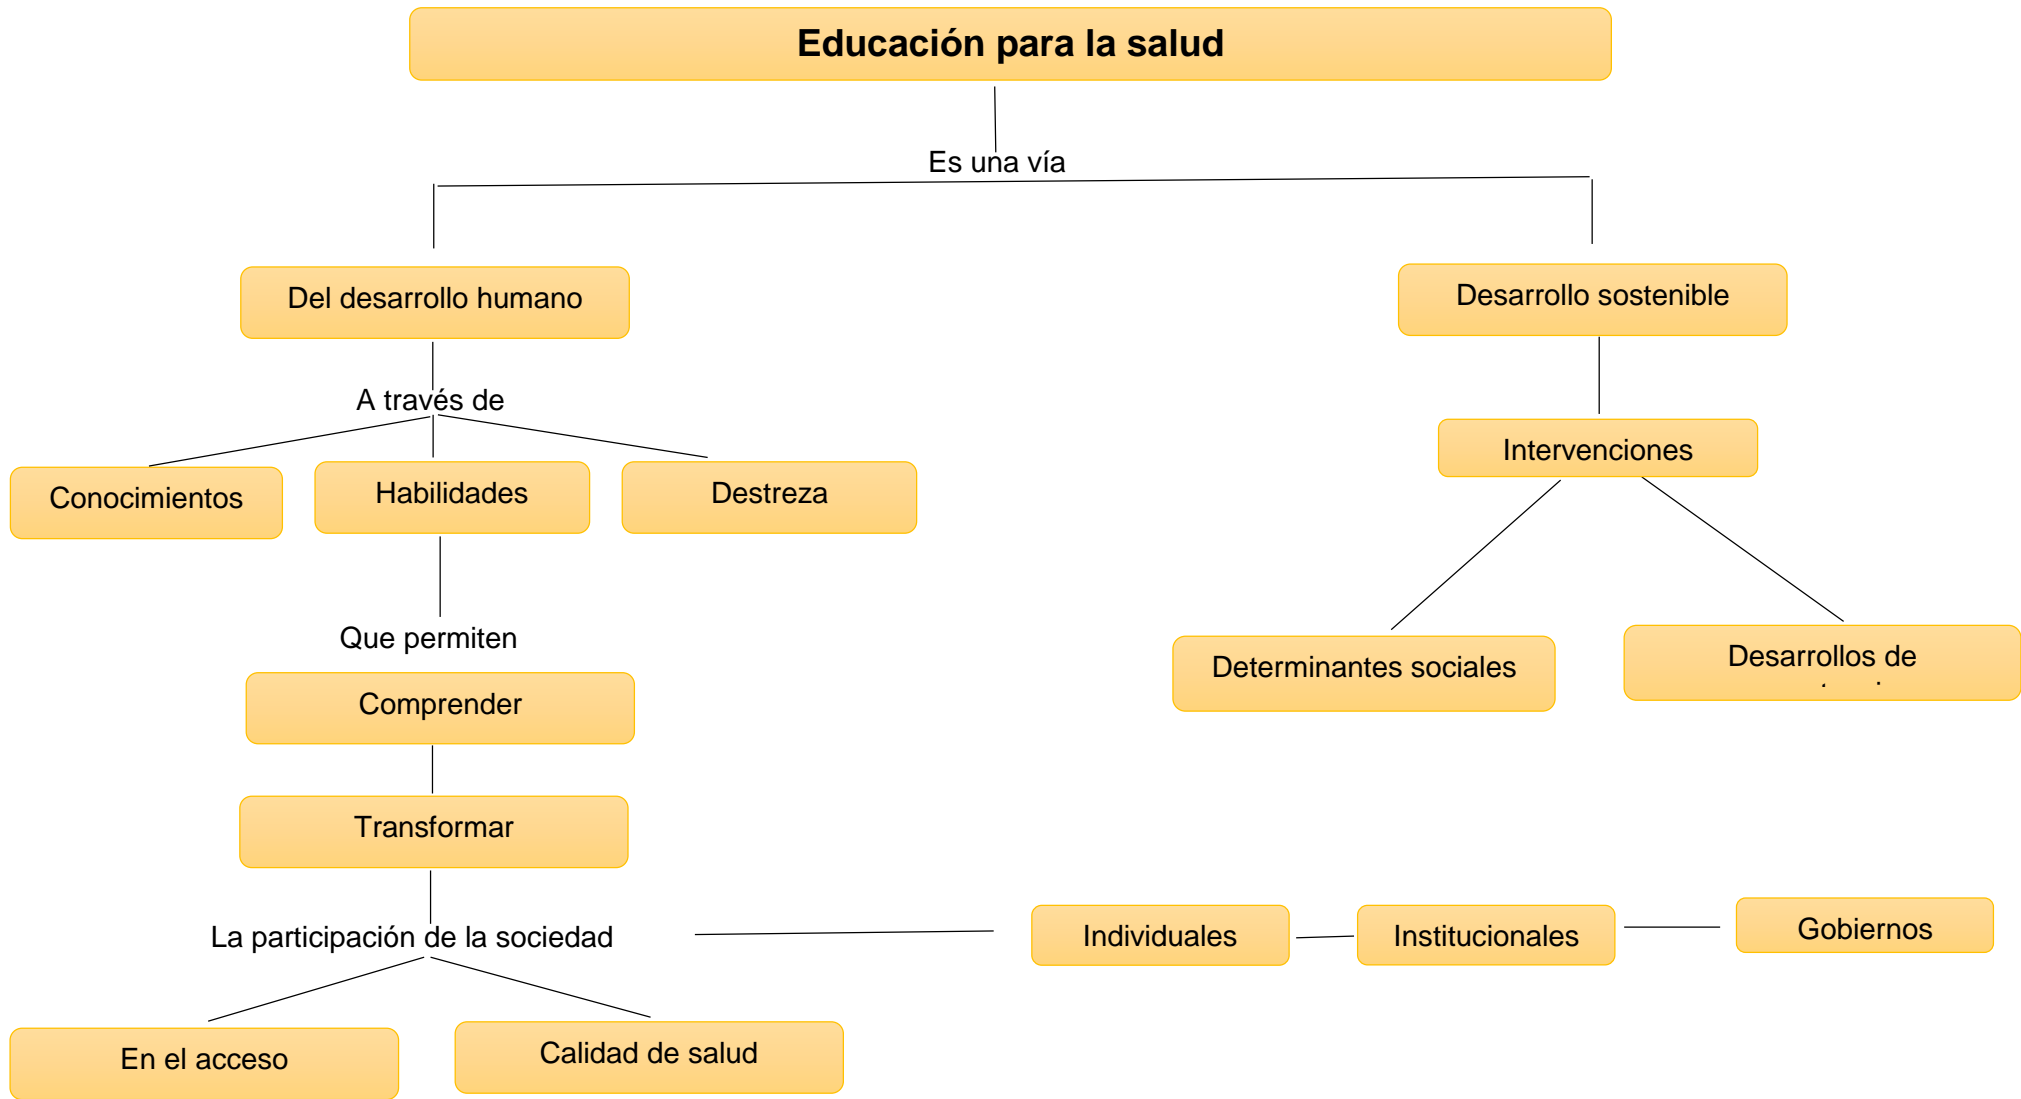 Educación para la salud
Es una vía
Del desarrollo humano
Desarrollo sostenible
A través de
Intervenciones
Conocimientos
Habilidades
Destreza
Que permiten
Determinantes sociales
Desarrollos de
Comprender
Transformar
La participación de la sociedad
Individuales
Institucionales
Gobiernos
En el acceso
Calidad de salud